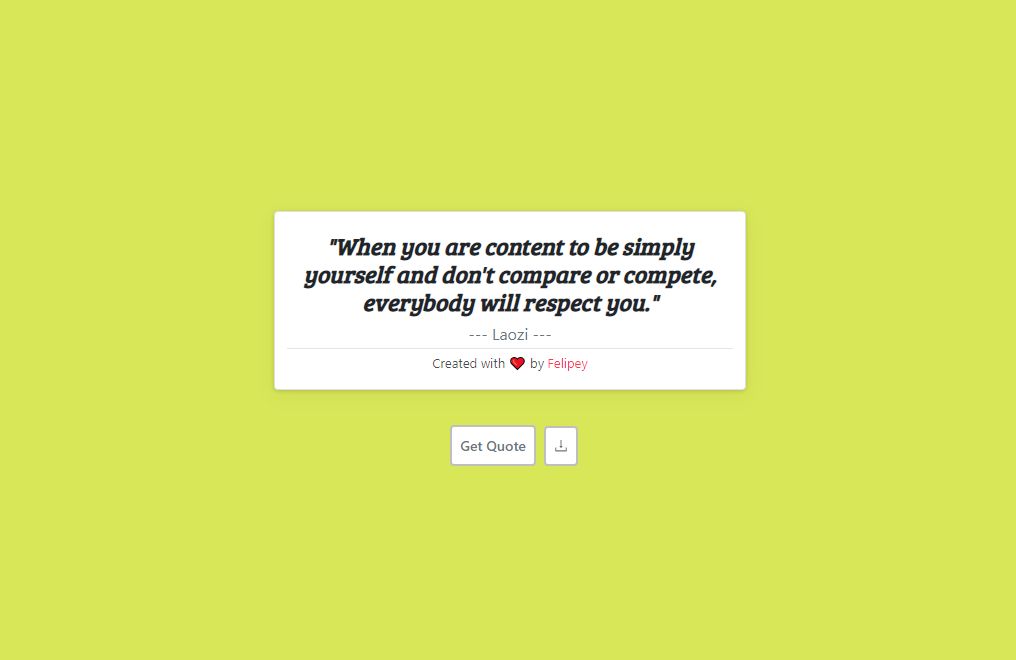 "When you are content to be simply
yourself and don't compare or compete,
everybody will respect you."
--- Laozi ---
Created with ❤ by Felipey
Get Quote